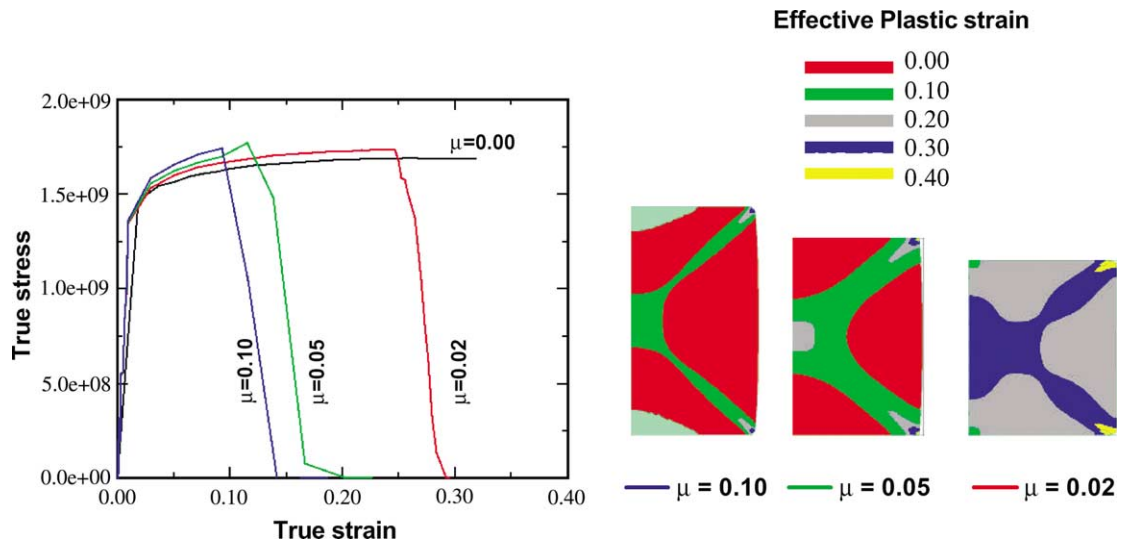 Effective Plastic strain
0.00
0.10
0.20
0.30
0.40
2.0e+09
1.5e+09
1.0e+09
5.0e+08
0.0e+00
True stress
μ=0.00
μ=0.10
μ=0.05
μ=0.02
0.00 0.10 0.20 0.30 0.40
True strain
μ = 0.10 μ = 0.05 μ = 0.02